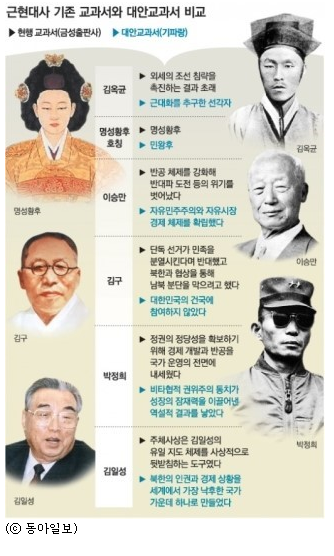 근현대사 기존 교과서와 대안교과서 비교
▶ 현행 교과서(금성출판사)
▶ 대안교과서(기파랑)
김옥균
▶ 외세의 조선 침략을
촉진하는 결과 초래
▶ 근대화를 추구한 선각자
김옥균
명성황후
호칭
▶ 명성황후
▶ 민왕후
명성황후
이승만
▶ 반공 체제를 강화해
반대파 도전 등의 위기를
벗어났다
▶ 자유민주주의와 자유시장
경제 체제를 확립했다
이승만
김구
▶ 단독 선거가 민족을
분열시킨다며 반대했고
북한과 협상을 통해
남북 분단을 막으려고 했다
▶ 대한민국의 건국에
참여하지 않았다
김구
박정희
▶ 정권의 정당성을 확보하기
위해 경제 개발과 반공을
국가 운영의 전면에
내세웠다
▶ 비타협적 권위주의 통치가
성장의 잠재력을 이끌어낸
역설적 결과를 낳았다
박정희
김일성
▶ 주체사상은 김일성의
유일 지도 체제를 사상적으로
뒷받침하는 도구였다
▶ 북한의 인권과 경제 상황을
세계에서 가장 낙후한 국가
가운데 하나로 만들었다
김일성
(ⓒ 동아일보)